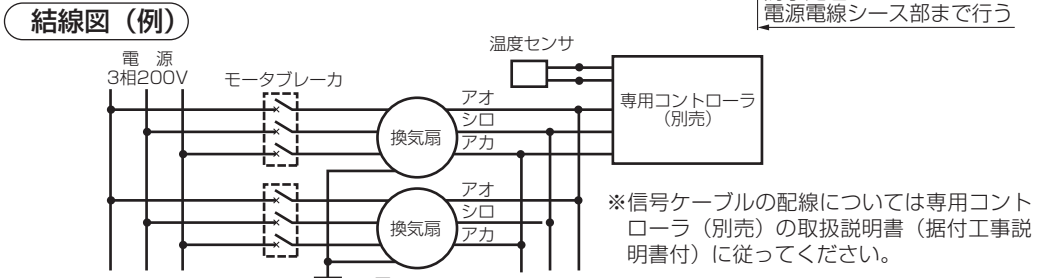 電源電線シース部まで行う
結線図（例）
温度センサ
電　源
3相200V
モータブレーカ
専用コントローラ
（別売）
アオ
シロ
アカ
換気扇
アオ
シロ
アカ
換気扇
※信号ケーブルの配線については専用コント
ローラ（別売）の取扱説明書（据付工事説
明書付）に従ってください。